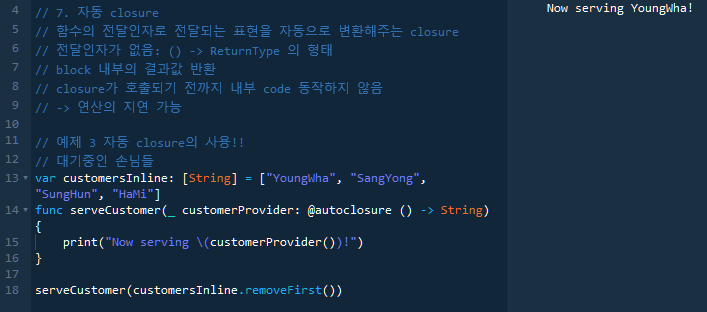 4 // 7. 자동 closure
5 // 함수의 전달인자로 전달되는 표현을 자동으로 변환해주는 closure
6 // 전달인자가 없음: () -> ReturnType 의 형태
7 // block 내부의 결과값 반환
8 // closure가 호출되기 전까지 내부 code 동작하지 않음
9 // -> 연산의 지연 가능
10
11 // 예제 3 자동 closure의 사용!!
12 // 대기중인 손님들
13 var customersInline: [String] = ["YoungWha", "SangYong",
"SungHun", "HaMi"]
14 func serveCustomer(_ customerProvider: @autoclosure () -> String)
{
15 print("Now serving \(customerProvider())!")
16 }
17
18 serveCustomer(customersInline.removeFirst())
Now serving YoungWha!